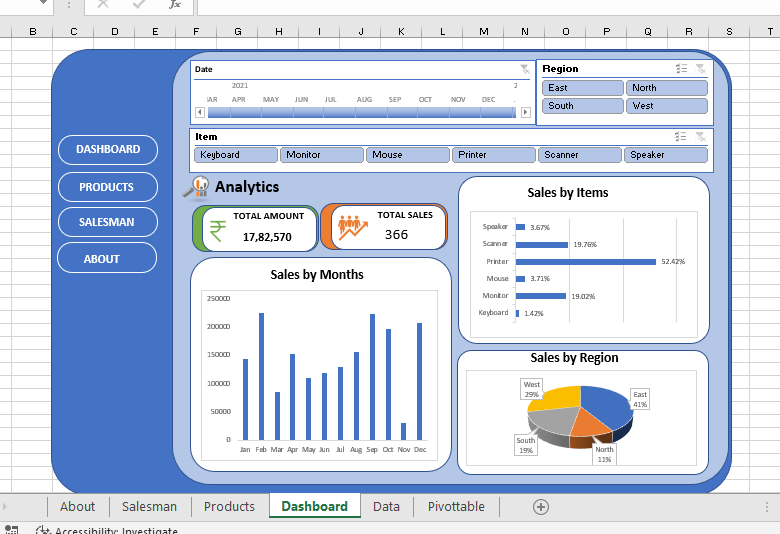 fx
B C D E F G H I J K L M N O P Q R S T
Date
2021 2
AR APR MAY JUN JUL AUG SEP OCT NOV DEC
Region
East North
South West
Item
Keyboard Monitor Mouse Printer Scanner Speaker
DASHBOARD
PRODUCTS
SALESMAN
ABOUT
Analytics
TOTAL AMOUNT
₹ 17,82,570
TOTAL SALES
366
Sales by Months
250000
200000
150000
100000
50000
0
Jan Feb Mar Apr May Jun Jul Aug Sep Oct Nov Dec
Sales by Items
Speaker 3.67%
Scanner 19.76%
Printer 52.42%
Mouse 3.71%
Monitor 19.02%
Keyboard 1.42%
Sales by Region
West
29%
East
41%
South
19%
North
11%
About Salesman Products Dashboard Data Pivottable
Accessibility: Investigate